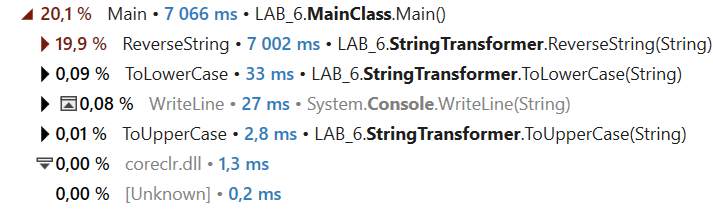 20,1 % Main • 7 066 ms • LAB_6.MainClass.Main()
19,9 % ReverseString • 7 002 ms • LAB_6.StringTransformer.ReverseString(String)
0,09 % ToLowerCase • 33 ms • LAB_6.StringTransformer.ToLowerCase(String)
0,08 % WriteLine • 27 ms • System.Console.WriteLine(String)
0,01 % ToUpperCase • 2,8 ms • LAB_6.StringTransformer.ToUpperCase(String)
0,00 % coreclr.dll • 1,3 ms
0,00 % [Unknown] • 0,2 ms